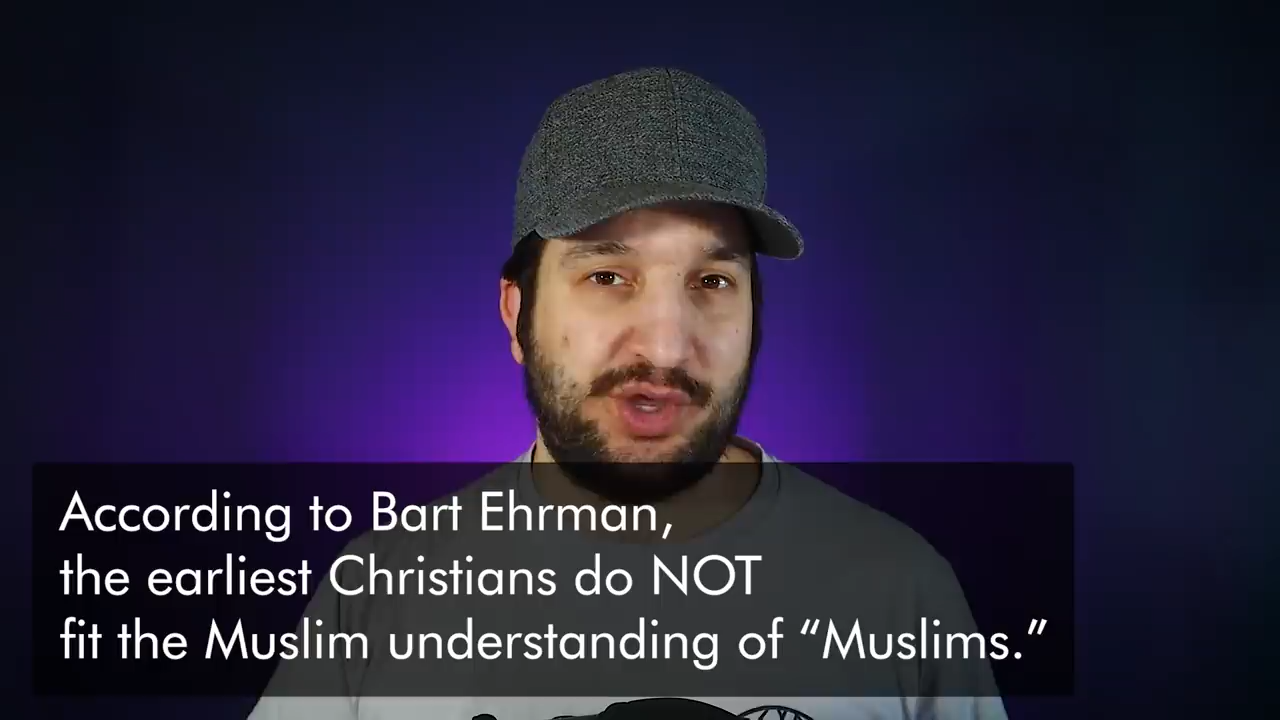 According to Bart Ehrman,
the earliest Christians do NOT
fit the Muslim understanding of “Muslims.”